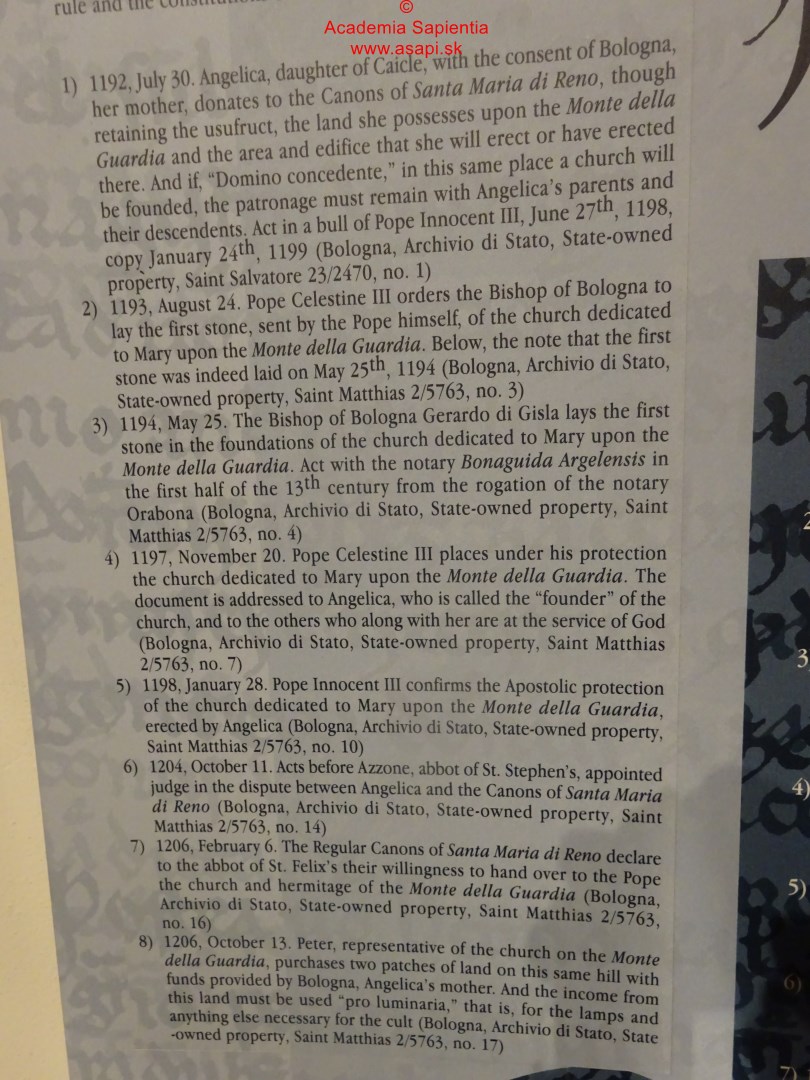 rule and the
©
Academia Sapientia
www.asapi.sk
1) 1192, July 30. Angelica, daughter of Caicle, with the consent of Bologna,
her mother, donates to the Canons of Santa Maria di Reno, though
retaining the usufruct, the land she possesses upon the Monte della
Guardia and the area and edifice that she will erect or have erected
there. And if, “Domino concedente,” in this same place a church will
be founded, the patronage must remain with Angelica’s parents and
their descendents. Act in a bull of Pope Innocent III, June 27th, 1198,
copy January 24th, 1199 (Bologna, Archivio di Stato, State-owned
property, Saint Salvatore 23/2470, no. 1)
2) 1193, August 24. Pope Celestine III orders the Bishop of Bologna to
lay the first stone, sent by the Pope himself, of the church dedicated
to Mary upon the Monte della Guardia. Below, the note that the first
stone was indeed laid on May 25th, 1194 (Bologna, Archivio di Stato,
State-owned property, Saint Matthias 2/5763, no. 3)
3) 1194, May 25. The Bishop of Bologna Gerardo di Gisla lays the first
stone in the foundations of the church dedicated to Mary upon the
Monte della Guardia. Act with the notary Bonaguida Argelensis in
the first half of the 13th century from the rogation of the notary
Orabona (Bologna, Archivio di Stato, State-owned property, Saint
Matthias 2/5763, no. 4)
4) 1197, November 20. Pope Celestine III places under his protection
the church dedicated to Mary upon the Monte della Guardia. The
document is addressed to Angelica, who is called the “founder” of the
church, and to the others who along with her are at the service of God
(Bologna, Archivio di Stato, State-owned property, Saint Matthias
2/5763, no. 7)
5) 1198, January 28. Pope Innocent III confirms the Apostolic protection
of the church dedicated to Mary upon the Monte della Guardia,
erected by Angelica (Bologna, Archivio di Stato, State-owned property,
Saint Matthias 2/5763, no. 10)
6) 1204, October 11. Acts before Azzone, abbot of St. Stephen’s, appointed
judge in the dispute between Angelica and the Canons of Santa Maria
di Reno (Bologna, Archivio di Stato, State-owned property, Saint
Matthias 2/5763, no. 14)
7) 1206, February 6. The Regular Canons of Santa Maria di Reno declare
to the abbot of St. Felix’s their willingness to hand over to the Pope
the church and hermitage of the Monte della Guardia (Bologna,
Archivio di Stato, State-owned property, Saint Matthias 2/5763,
no. 16)
8) 1206, October 13. Peter, representative of the church on the Monte
della Guardia, purchases two patches of land on this same hill with
funds provided by Bologna, Angelica’s mother. And the income from
this land must be used “pro luminaria,” that is, for the lamps and
anything else necessary for the cult (Bologna, Archivio di Stato, State
-owned property, Saint Matthias 2/5763, no. 17)
2
3
4)
5)
6)
7)